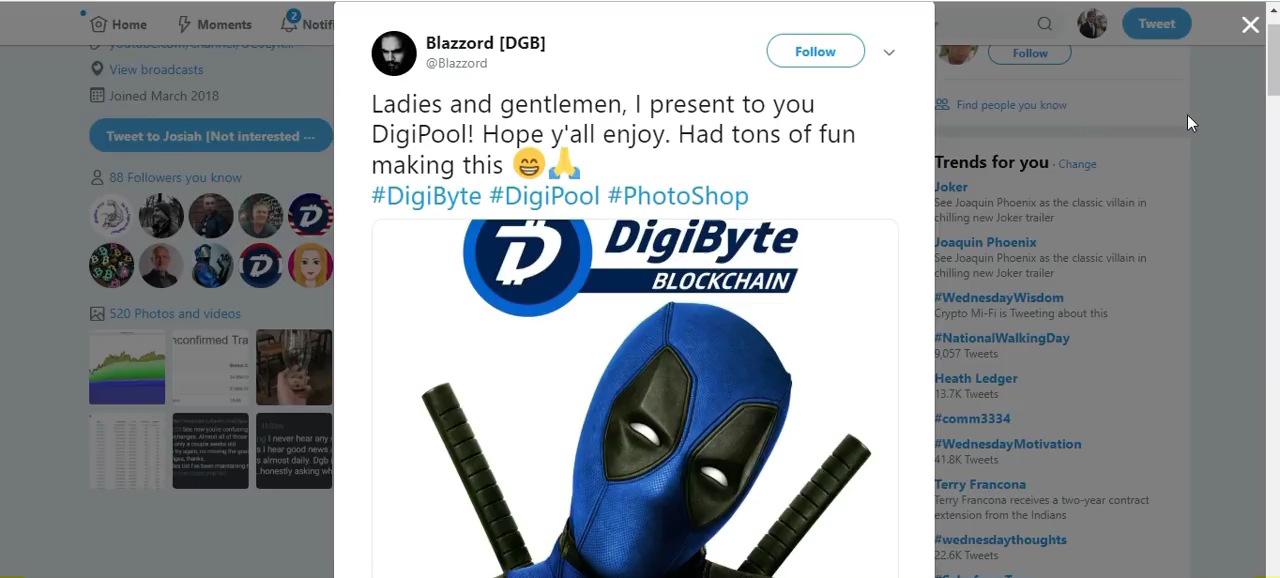 Home
Moments
2
Notifi
Tweet
View broadcasts
Joined March 2018
Tweet to Josiah [Not interested ---
88 Followers you know
520 Photos and videos
Blazzord [DGB]
@Blazzord
Follow
Ladies and gentlemen, I present to you
DigiPool! Hope y'all enjoy. Had tons of fun
making this
#DigiByte #DigiPool #PhotoShop
DigiByte
BLOCKCHAIN
Follow
Find people you know
Trends for you · Change
Joker
See Joaquin Phoenix as the classic villain in
chilling new Joker trailer
Joaquin Phoenix
See Joaquin Phoenix as the classic villain in
chilling new Joker trailer
#WednesdayWisdom
Crypto Mi-Fi is Tweeting about this
#NationalWalkingDay
9,057 Tweets
Heath Ledger
13.7K Tweets
#comm3334
#WednesdayMotivation
41.8K Tweets
Terry Francona
Terry Francona receives a two-year contract
extension from the Indians
#wednesdaythoughts
22.6K Tweets